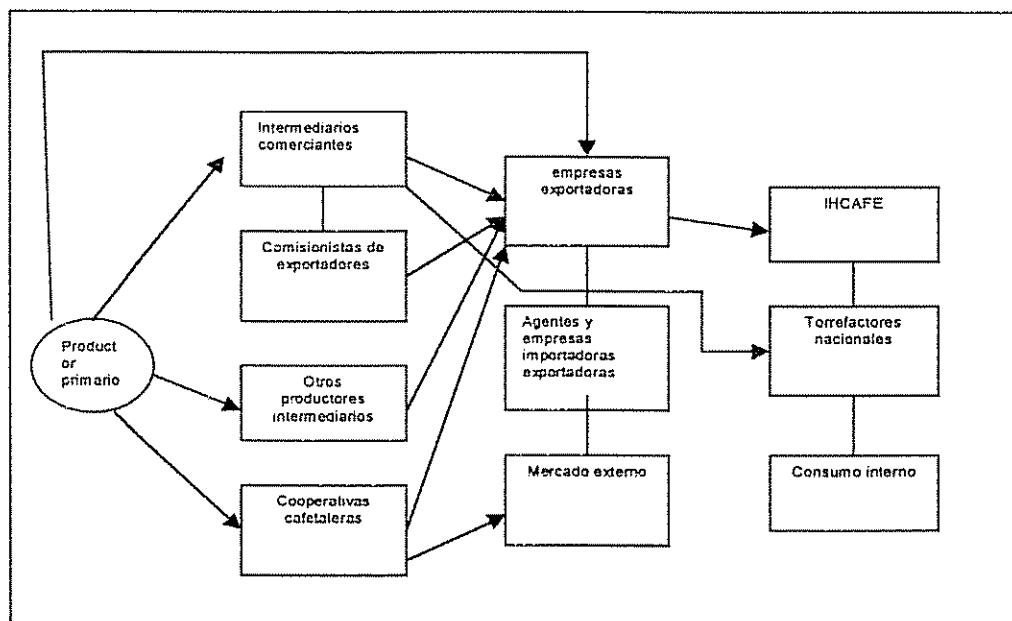 Intermediarios
comerciantes
empresas
exportadoras
IHCAFE
Comisionistas de
exportadores
Product
or
primario
Agentes y
empresas
importadoras
exportadoras
Torrefactores
nacionales
Otros
productores
intermediarios
Mercado externo
Consumo interno
Cooperativas
cafetaleras